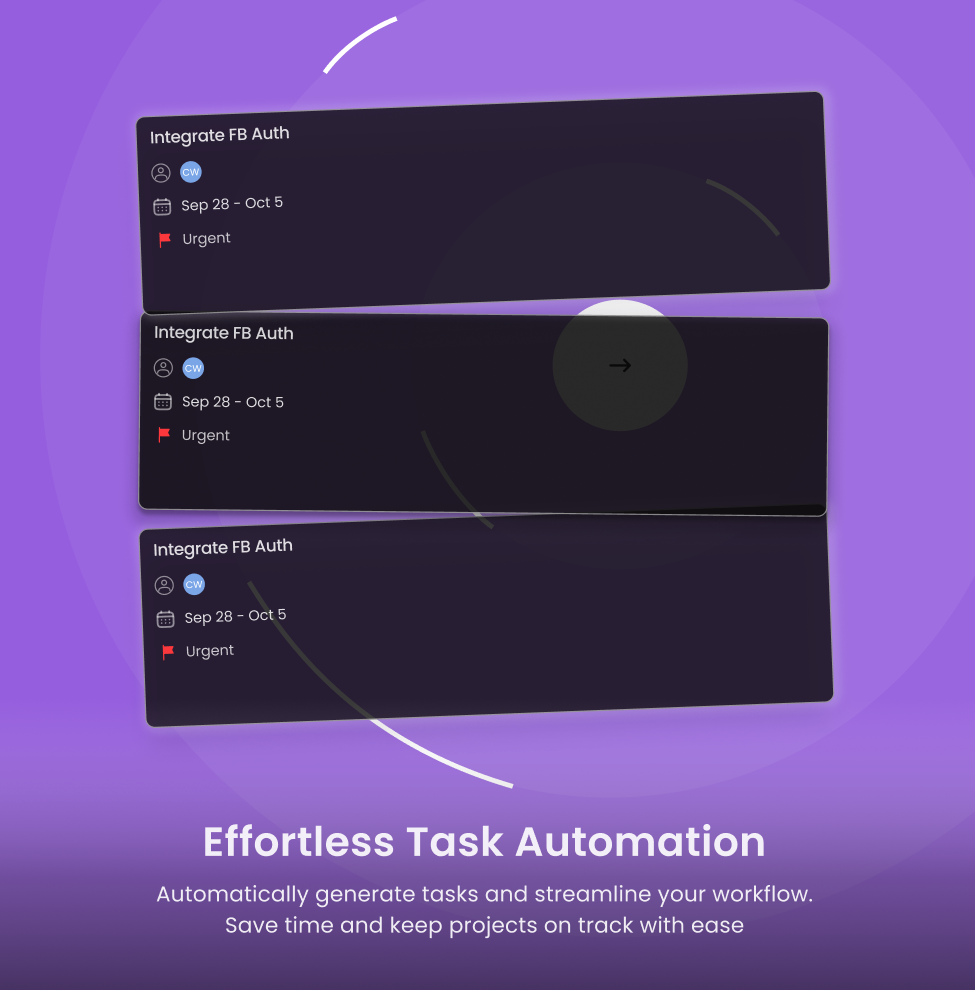 Integrate FB Auth
CW
Sep 28 - Oct 5
Urgent
Integrate FB Auth
CW
Sep 28 - Oct 5
Urgent
Integrate FB Auth
CW
Sep 28 - Oct 5
Urgent
Effortless Task Automation
Automatically generate tasks and streamline your workflow.
Save time and keep projects on track with ease